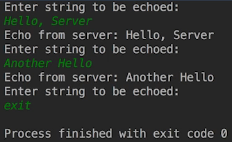 Enter string to be echoed:
Hello, Server
Echo from server: Hello, Server
Enter string to be echoed:
Another Hello
Echo from server: Another Hello
Enter string to be echoed:
exit
Process finished with exit code 0